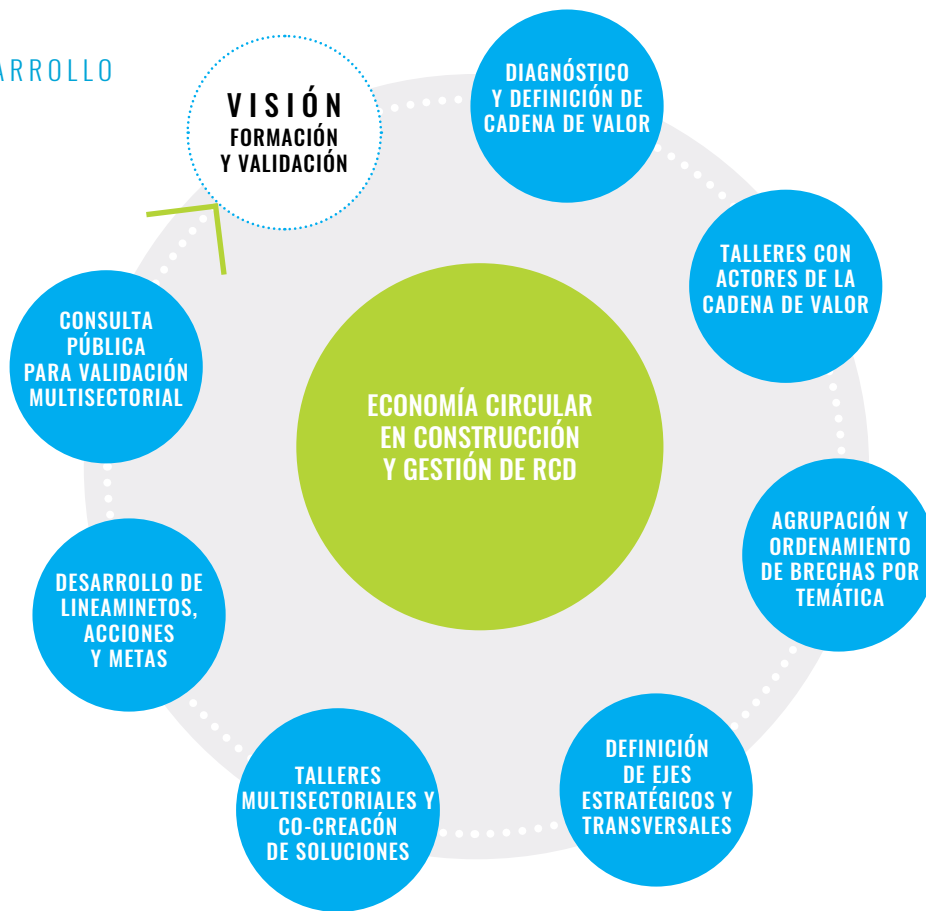 ARROLLO
VISIÓN
FORMACIÓN
Y VALIDACIÓN
DIAGNÓSTICO
Y DEFINICIÓN DE
CADENA DE VALOR
TALLERES CON
ACTORES DE LA
CADENA DE VALOR
AGRUPACIÓN Y
ORDENAMIENTO
DE BRECHAS POR
TEMÁTICA
DEFINICIÓN
DE EJES
ESTRATÉGICOS Y
TRANSVERSALES
TALLERES
MULTISECTORIALES Y
CO-CREACÓN
DE SOLUCIONES
DESARROLLO DE
LINEAMINETOS,
ACCIONES
Y METAS
CONSULTA
PÚBLICA
PARA VALIDACIÓN
MULTISECTORIAL
ECONOMÍA CIRCULAR
EN CONSTRUCCIÓN
Y GESTIÓN DE RCD